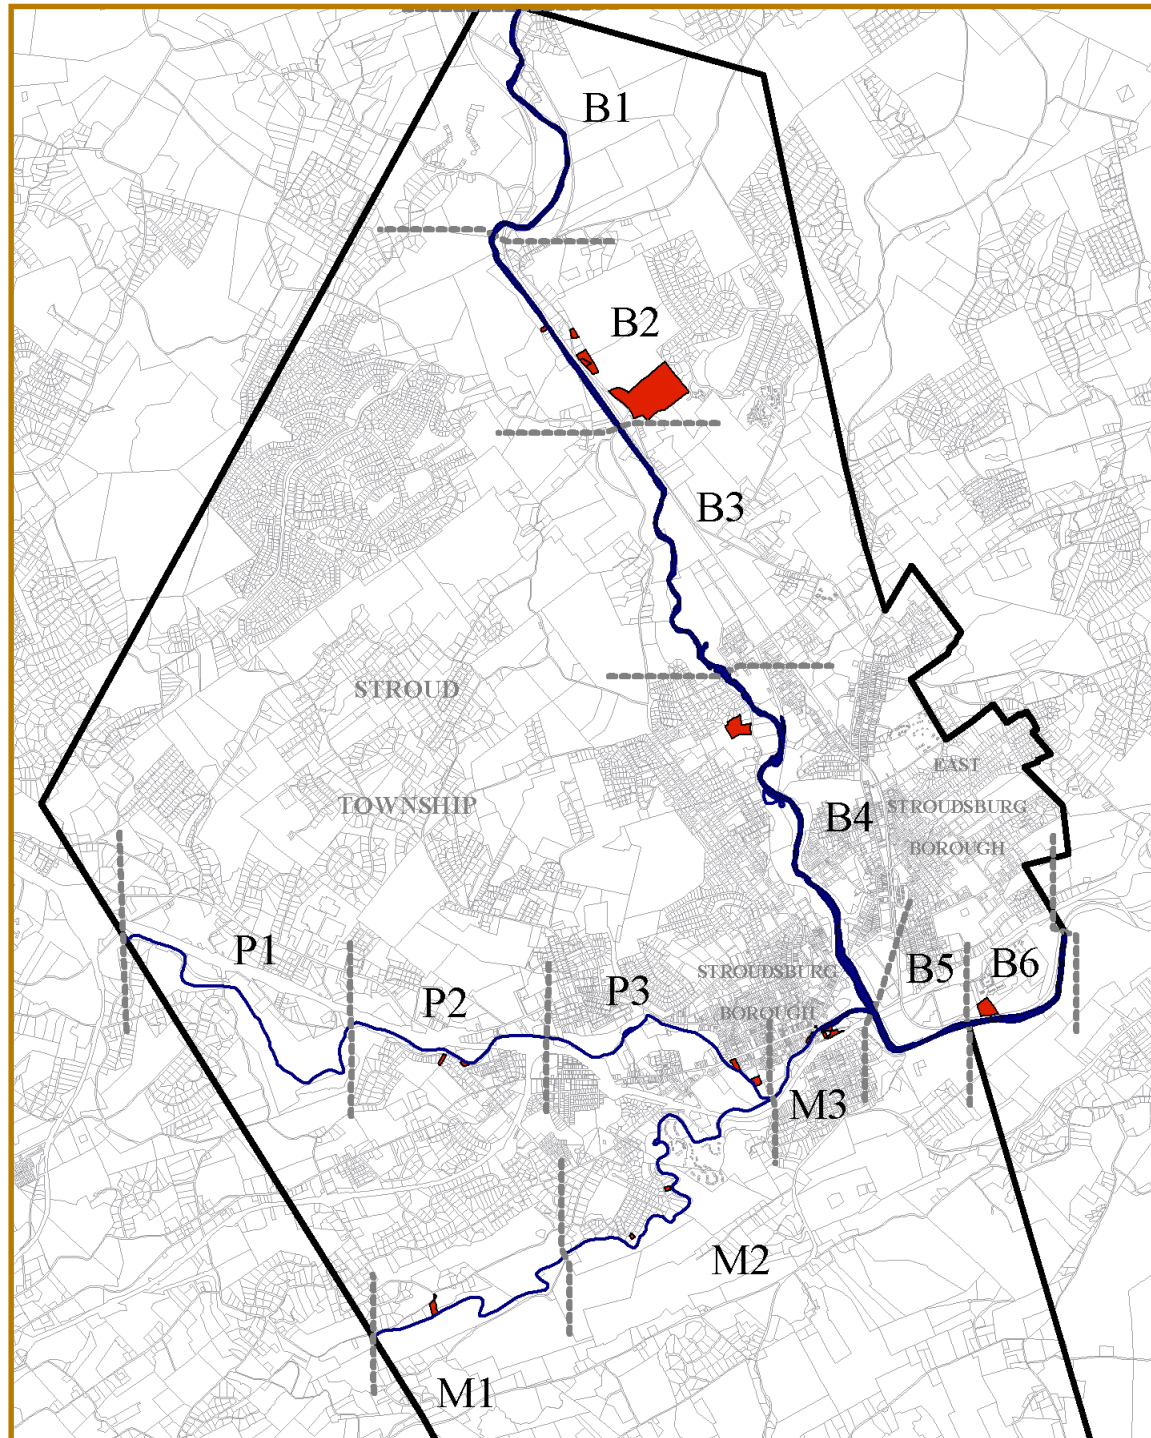 B1
B2
B3
STROUD
TOWNSHIP
EAST
STROUDSBURG
BOROUGH
B4
P1
P2
P3
STROUDSBURG
BOROUGH
B5
B6
M3
M2
M1